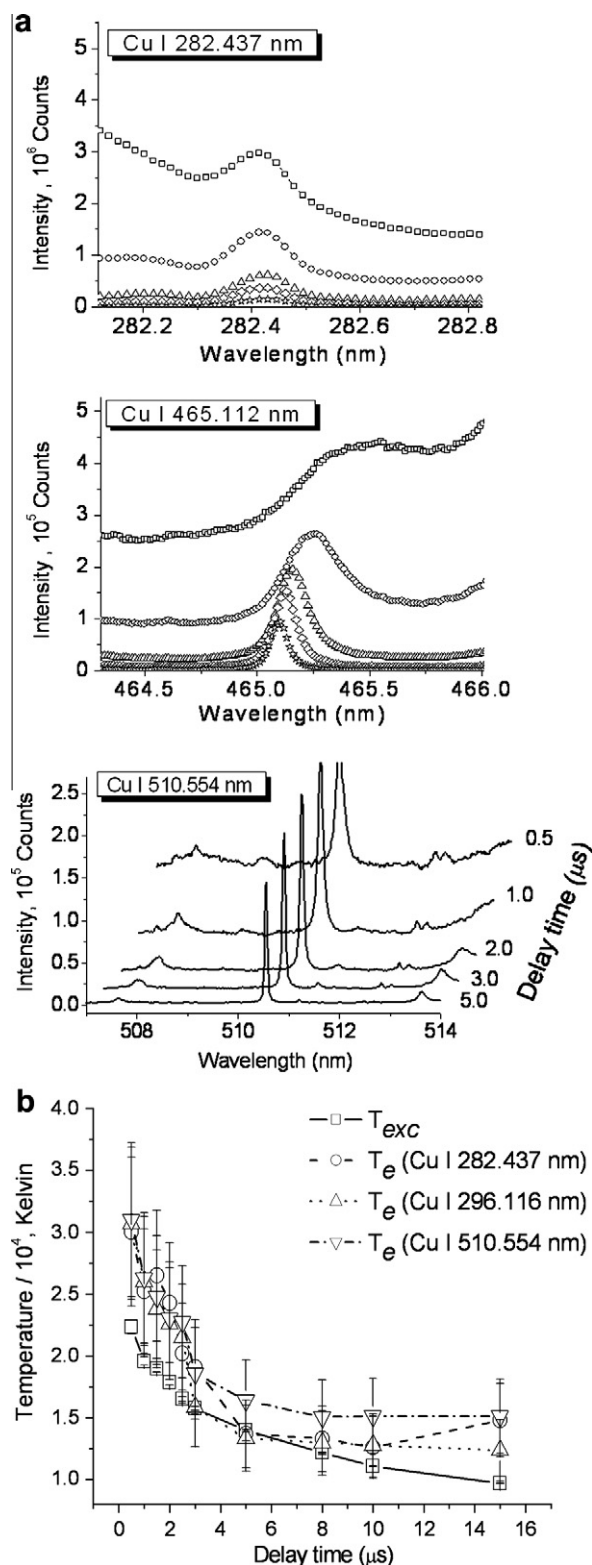 a
Cu I 282.437 nm
5
4
3
2
1
0
Intensity, 10⁶ Counts
282.2 282.4 282.6 282.8
Wavelength (nm)
Cu I 465.112 nm
5
4
3
2
1
0
Intensity, 10⁵ Counts
464.5 465.0 465.5 466.0
Wavelength (nm)
Cu I 510.554 nm
2.5
2.0
1.5
1.0
0.5
0.0
Intensity, 10⁵ Counts
0.5
1.0
2.0
3.0
5.0
Delay time (μs)
508 510 512 514
Wavelength (nm)
b
4.0
3.5
3.0
2.5
2.0
1.5
1.0
Temperature / 10⁴, Kelvin
T_exc
T_e (Cu I 282.437 nm)
T_e (Cu I 296.116 nm)
T_e (Cu I 510.554 nm)
0 2 4 6 8 10 12 14 16
Delay time (μs)